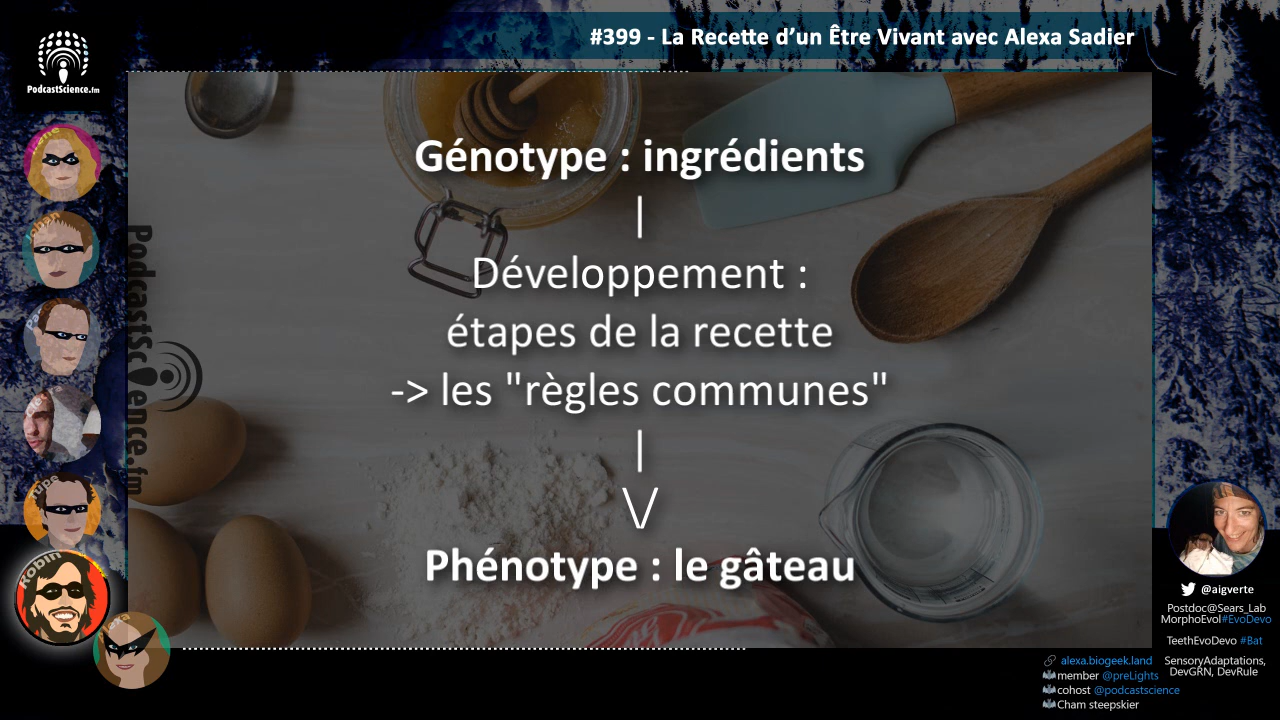 #399 - La Recette d'un Être Vivant avec Alexa Sadier
PodcastScience.fm
Génotype : ingrédients
|
Développement :
étapes de la recette
-> les "règles communes"
|
\/
Phénotype : le gâteau
PodcastScience.fm
Robin
@aigverte
Postdoc@Sears_Lab
MorphoEvol#EvoDevo
TeethEvoDevo #Bat
SensoryAdaptations,
DevGRN, DevRule
alexa.biogeek.land
member @preLights
cohost @podcastscience
Cham steepskier